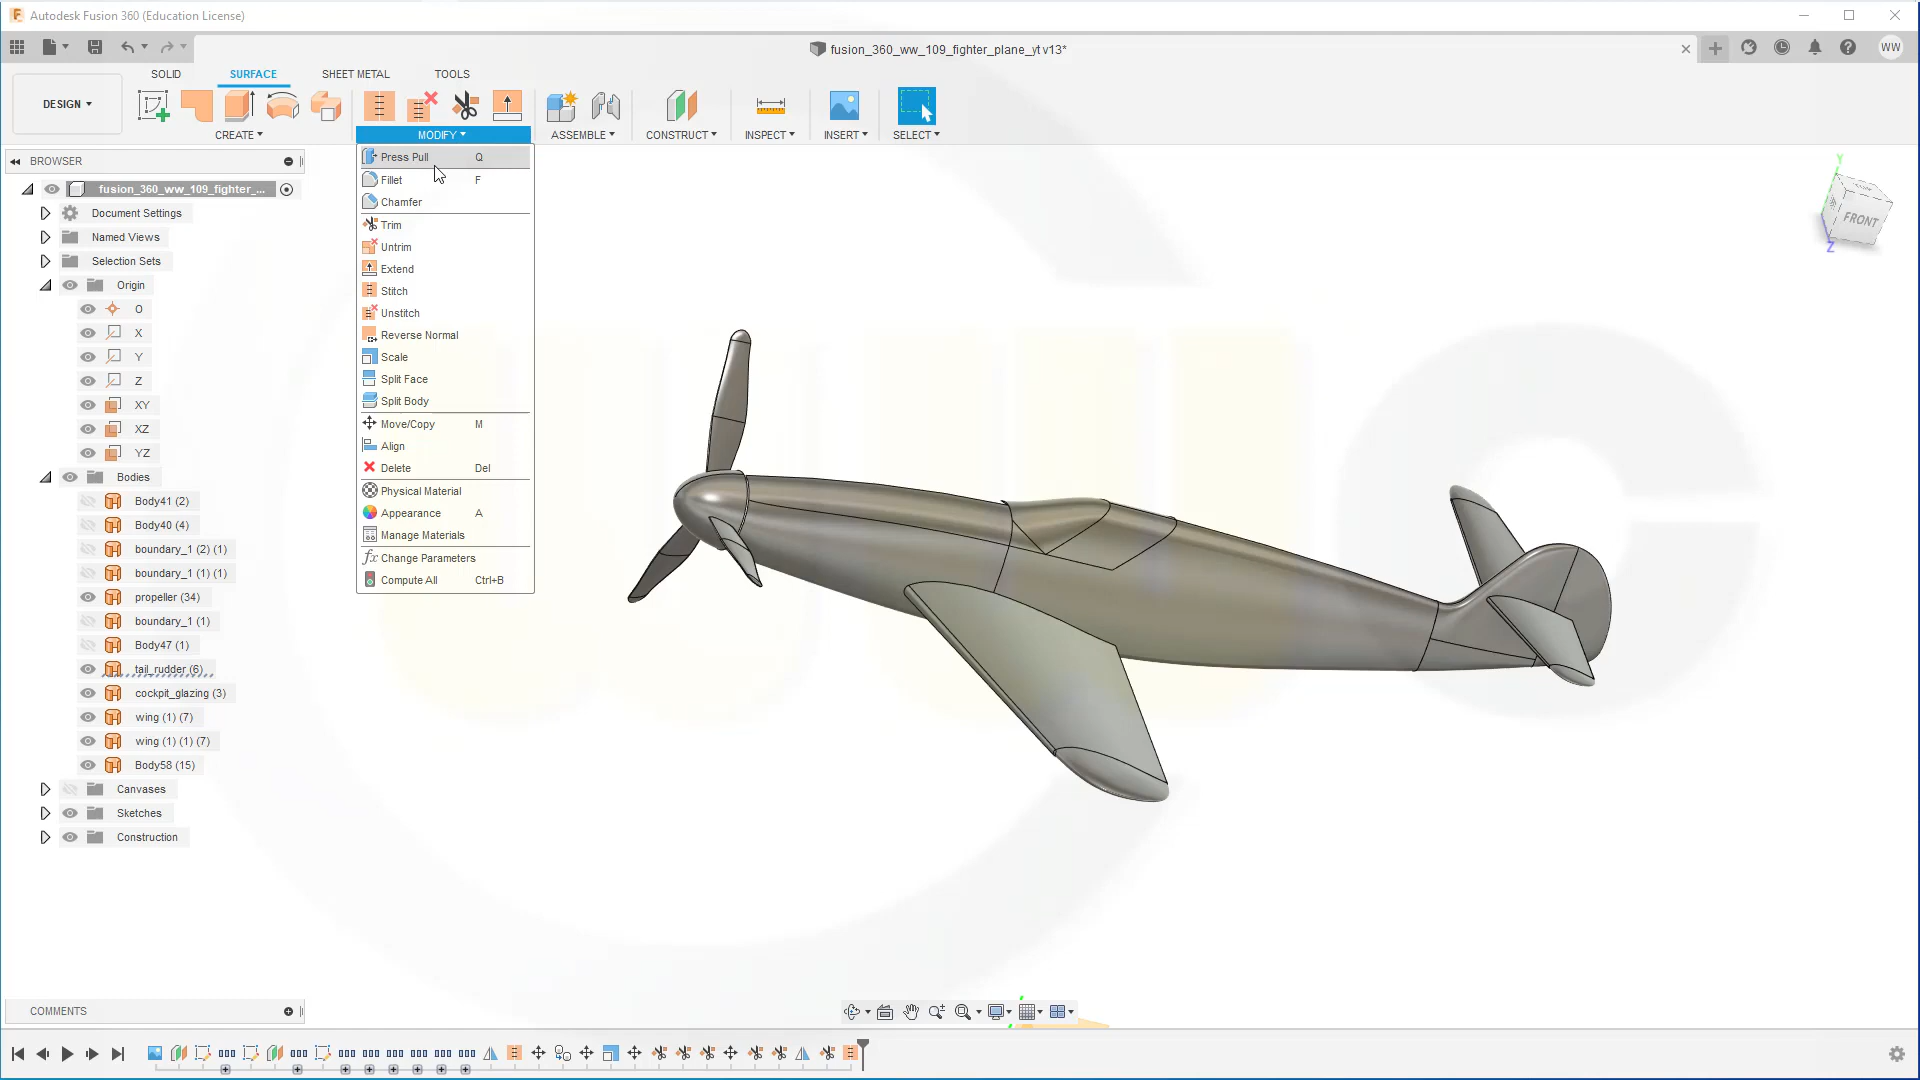 Autodesk Fusion 360 (Education License)
fusion_360_ww_109_fighter_plane_yt v13*
WW
SOLID SURFACE SHEET METAL TOOLS
DESIGN
CREATE MODIFY ASSEMBLE CONSTRUCT INSPECT INSERT SELECT
BROWSER
fusion_360_ww_109_fighter_...
Document Settings
Named Views
Selection Sets
Origin
O
X
Y
Z
XY
XZ
YZ
Bodies
Body41 (2)
Body40 (4)
boundary_1 (2) (1)
boundary_1 (1) (1)
propeller (34)
boundary_1 (1)
Body47 (1)
tail_rudder (6)
cockpit_glazing (3)
wing (1) (7)
wing (1) (1) (7)
Body58 (15)
Canvases
Sketches
Construction
Press Pull Q
Fillet F
Chamfer
Trim
Untrim
Extend
Stitch
Unstitch
Reverse Normal
Scale
Split Face
Split Body
Move/Copy M
Align
Delete Del
Physical Material
Appearance A
Manage Materials
fx Change Parameters
Compute All Ctrl+B
Y
FRONT
Z
COMMENTS